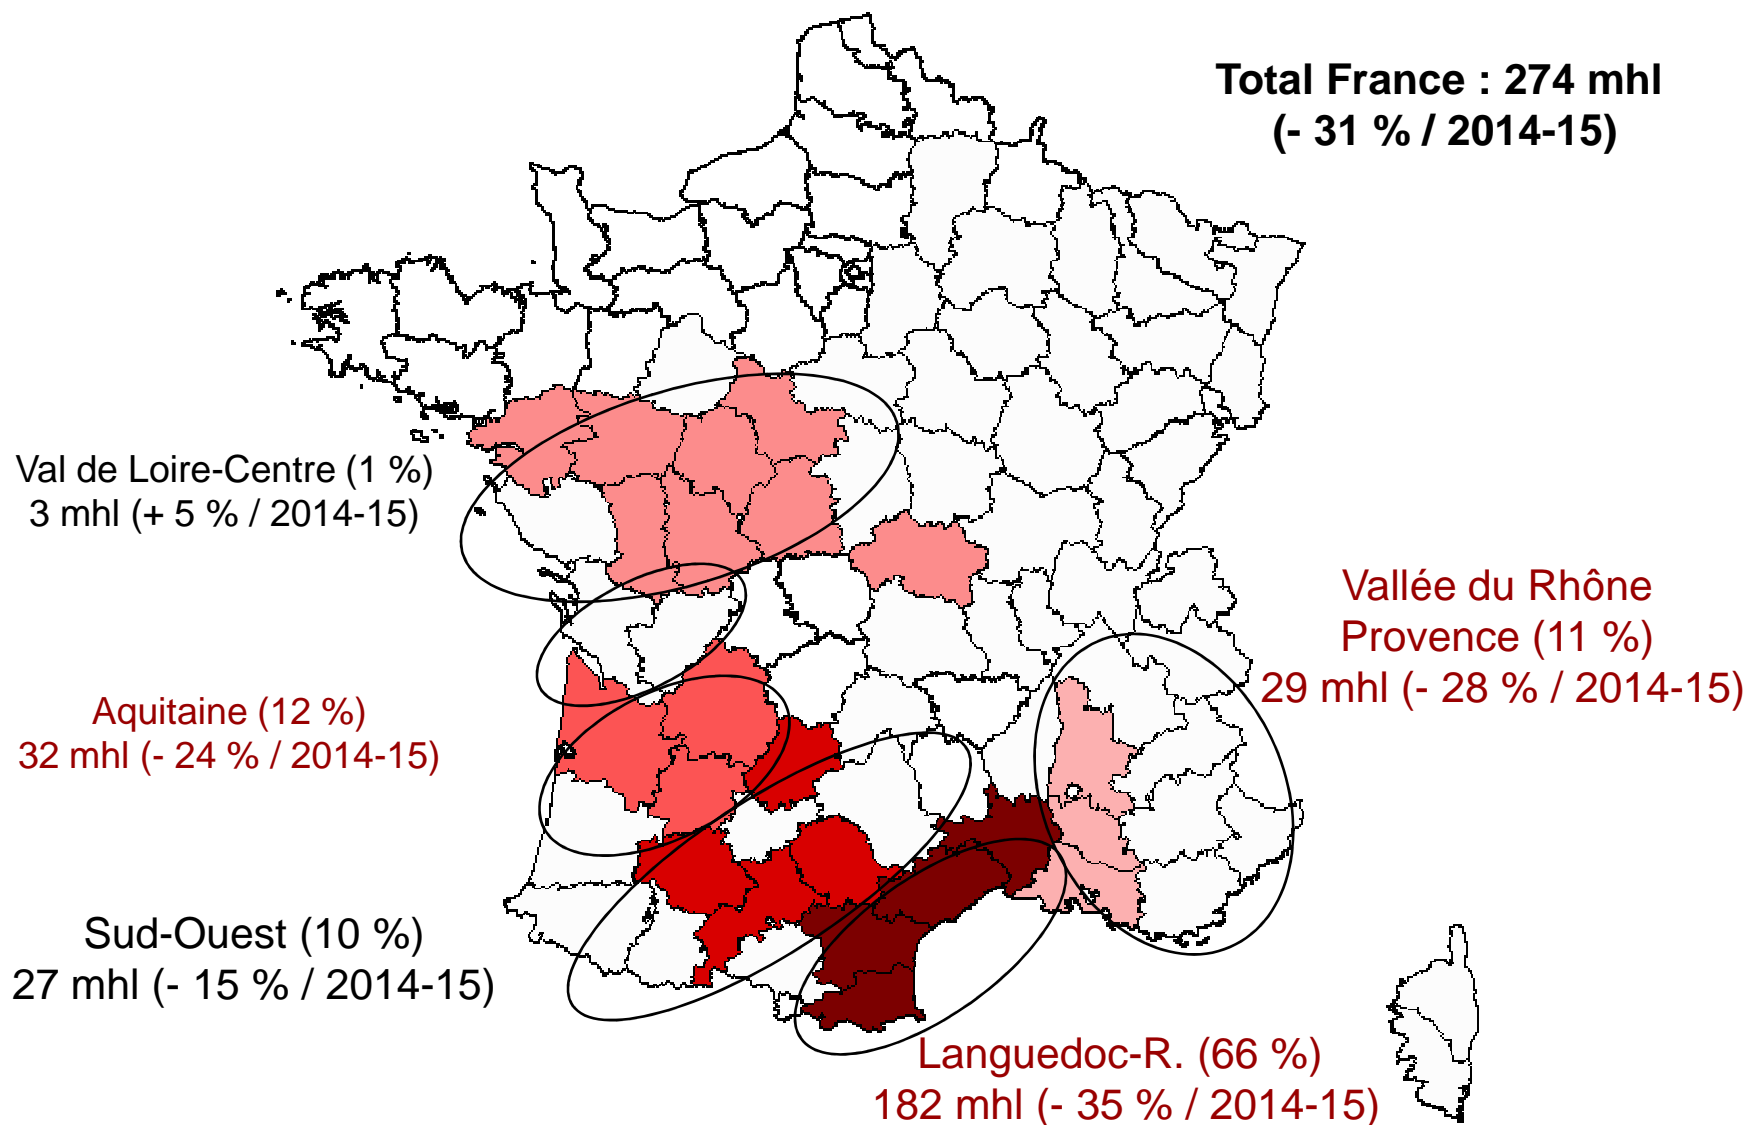 Total France : 274 mhl
(- 31 % / 2014-15)
Val de Loire-Centre (1 %)
3 mhl (+ 5 % / 2014-15)
Vallée du Rhône
Provence (11 %)
29 mhl (- 28 % / 2014-15)
Aquitaine (12 %)
32 mhl (- 24 % / 2014-15)
Sud-Ouest (10 %)
27 mhl (- 15 % / 2014-15)
Languedoc-R. (66 %)
182 mhl (- 35 % / 2014-15)